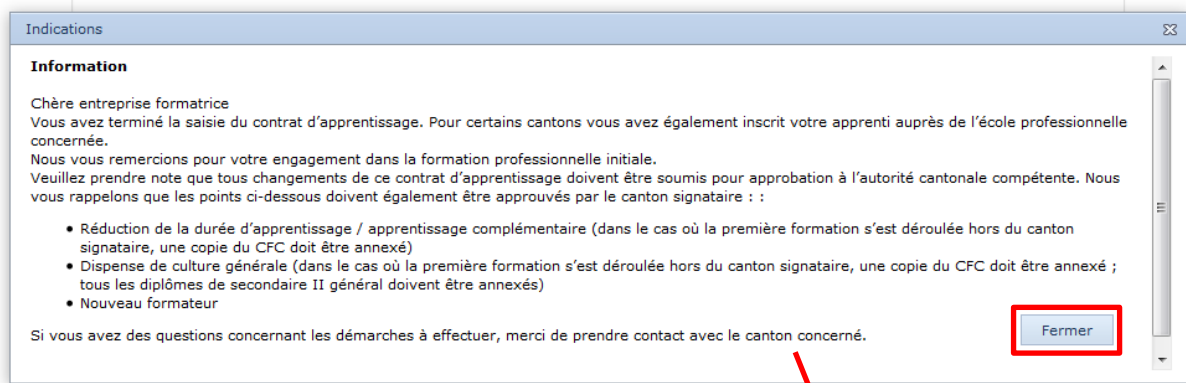 Indications
Information
Chère entreprise formatrice
Vous avez terminé la saisie du contrat d’apprentissage. Pour certains cantons vous avez également inscrit votre apprenti auprès de l’école professionnelle
concernée.
Nous vous remercions pour votre engagement dans la formation professionnelle initiale.
Veuillez prendre note que tous changements de ce contrat d’apprentissage doivent être soumis pour approbation à l’autorité cantonale compétente. Nous
vous rappelons que les points ci-dessous doivent également être approuvés par le canton signataire : :
• Réduction de la durée d’apprentissage / apprentissage complémentaire (dans le cas où la première formation s’est déroulée hors du canton
signataire, une copie du CFC doit être annexé)
• Dispense de culture générale (dans le cas où la première formation s’est déroulée hors du canton signataire, une copie du CFC doit être annexé ;
tous les diplômes de secondaire II général doivent être annexés)
• Nouveau formateur
Si vous avez des questions concernant les démarches à effectuer, merci de prendre contact avec le canton concerné.
Fermer